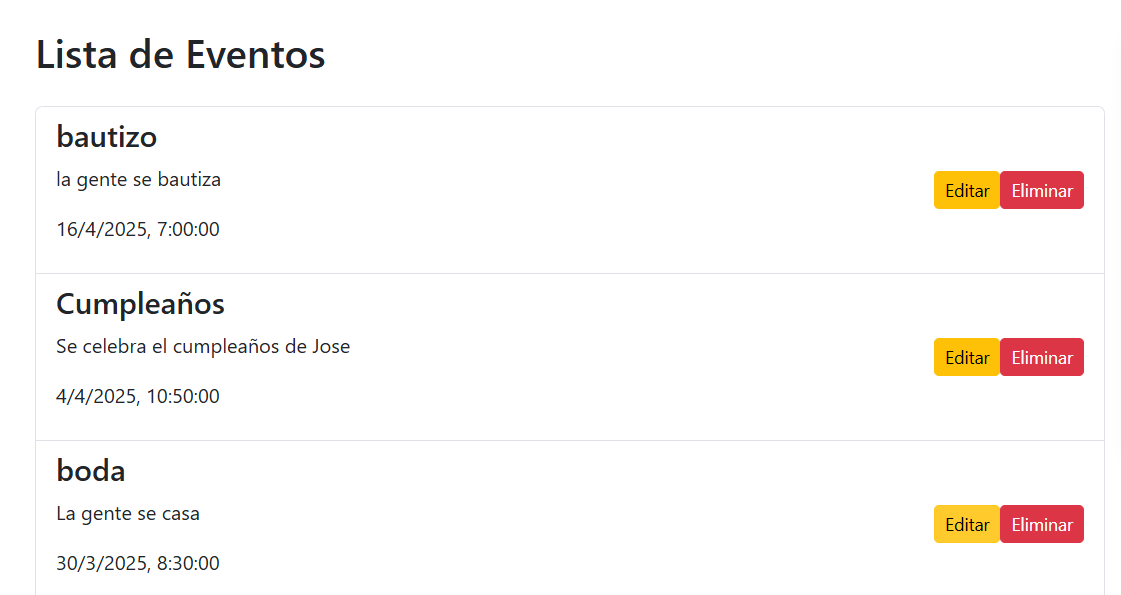 Lista de Eventos
bautizo
la gente se bautiza
Editar Eliminar
16/4/2025, 7:00:00
Cumpleaños
Se celebra el cumpleaños de Jose
Editar Eliminar
4/4/2025, 10:50:00
boda
La gente se casa
Editar Eliminar
30/3/2025, 8:30:00